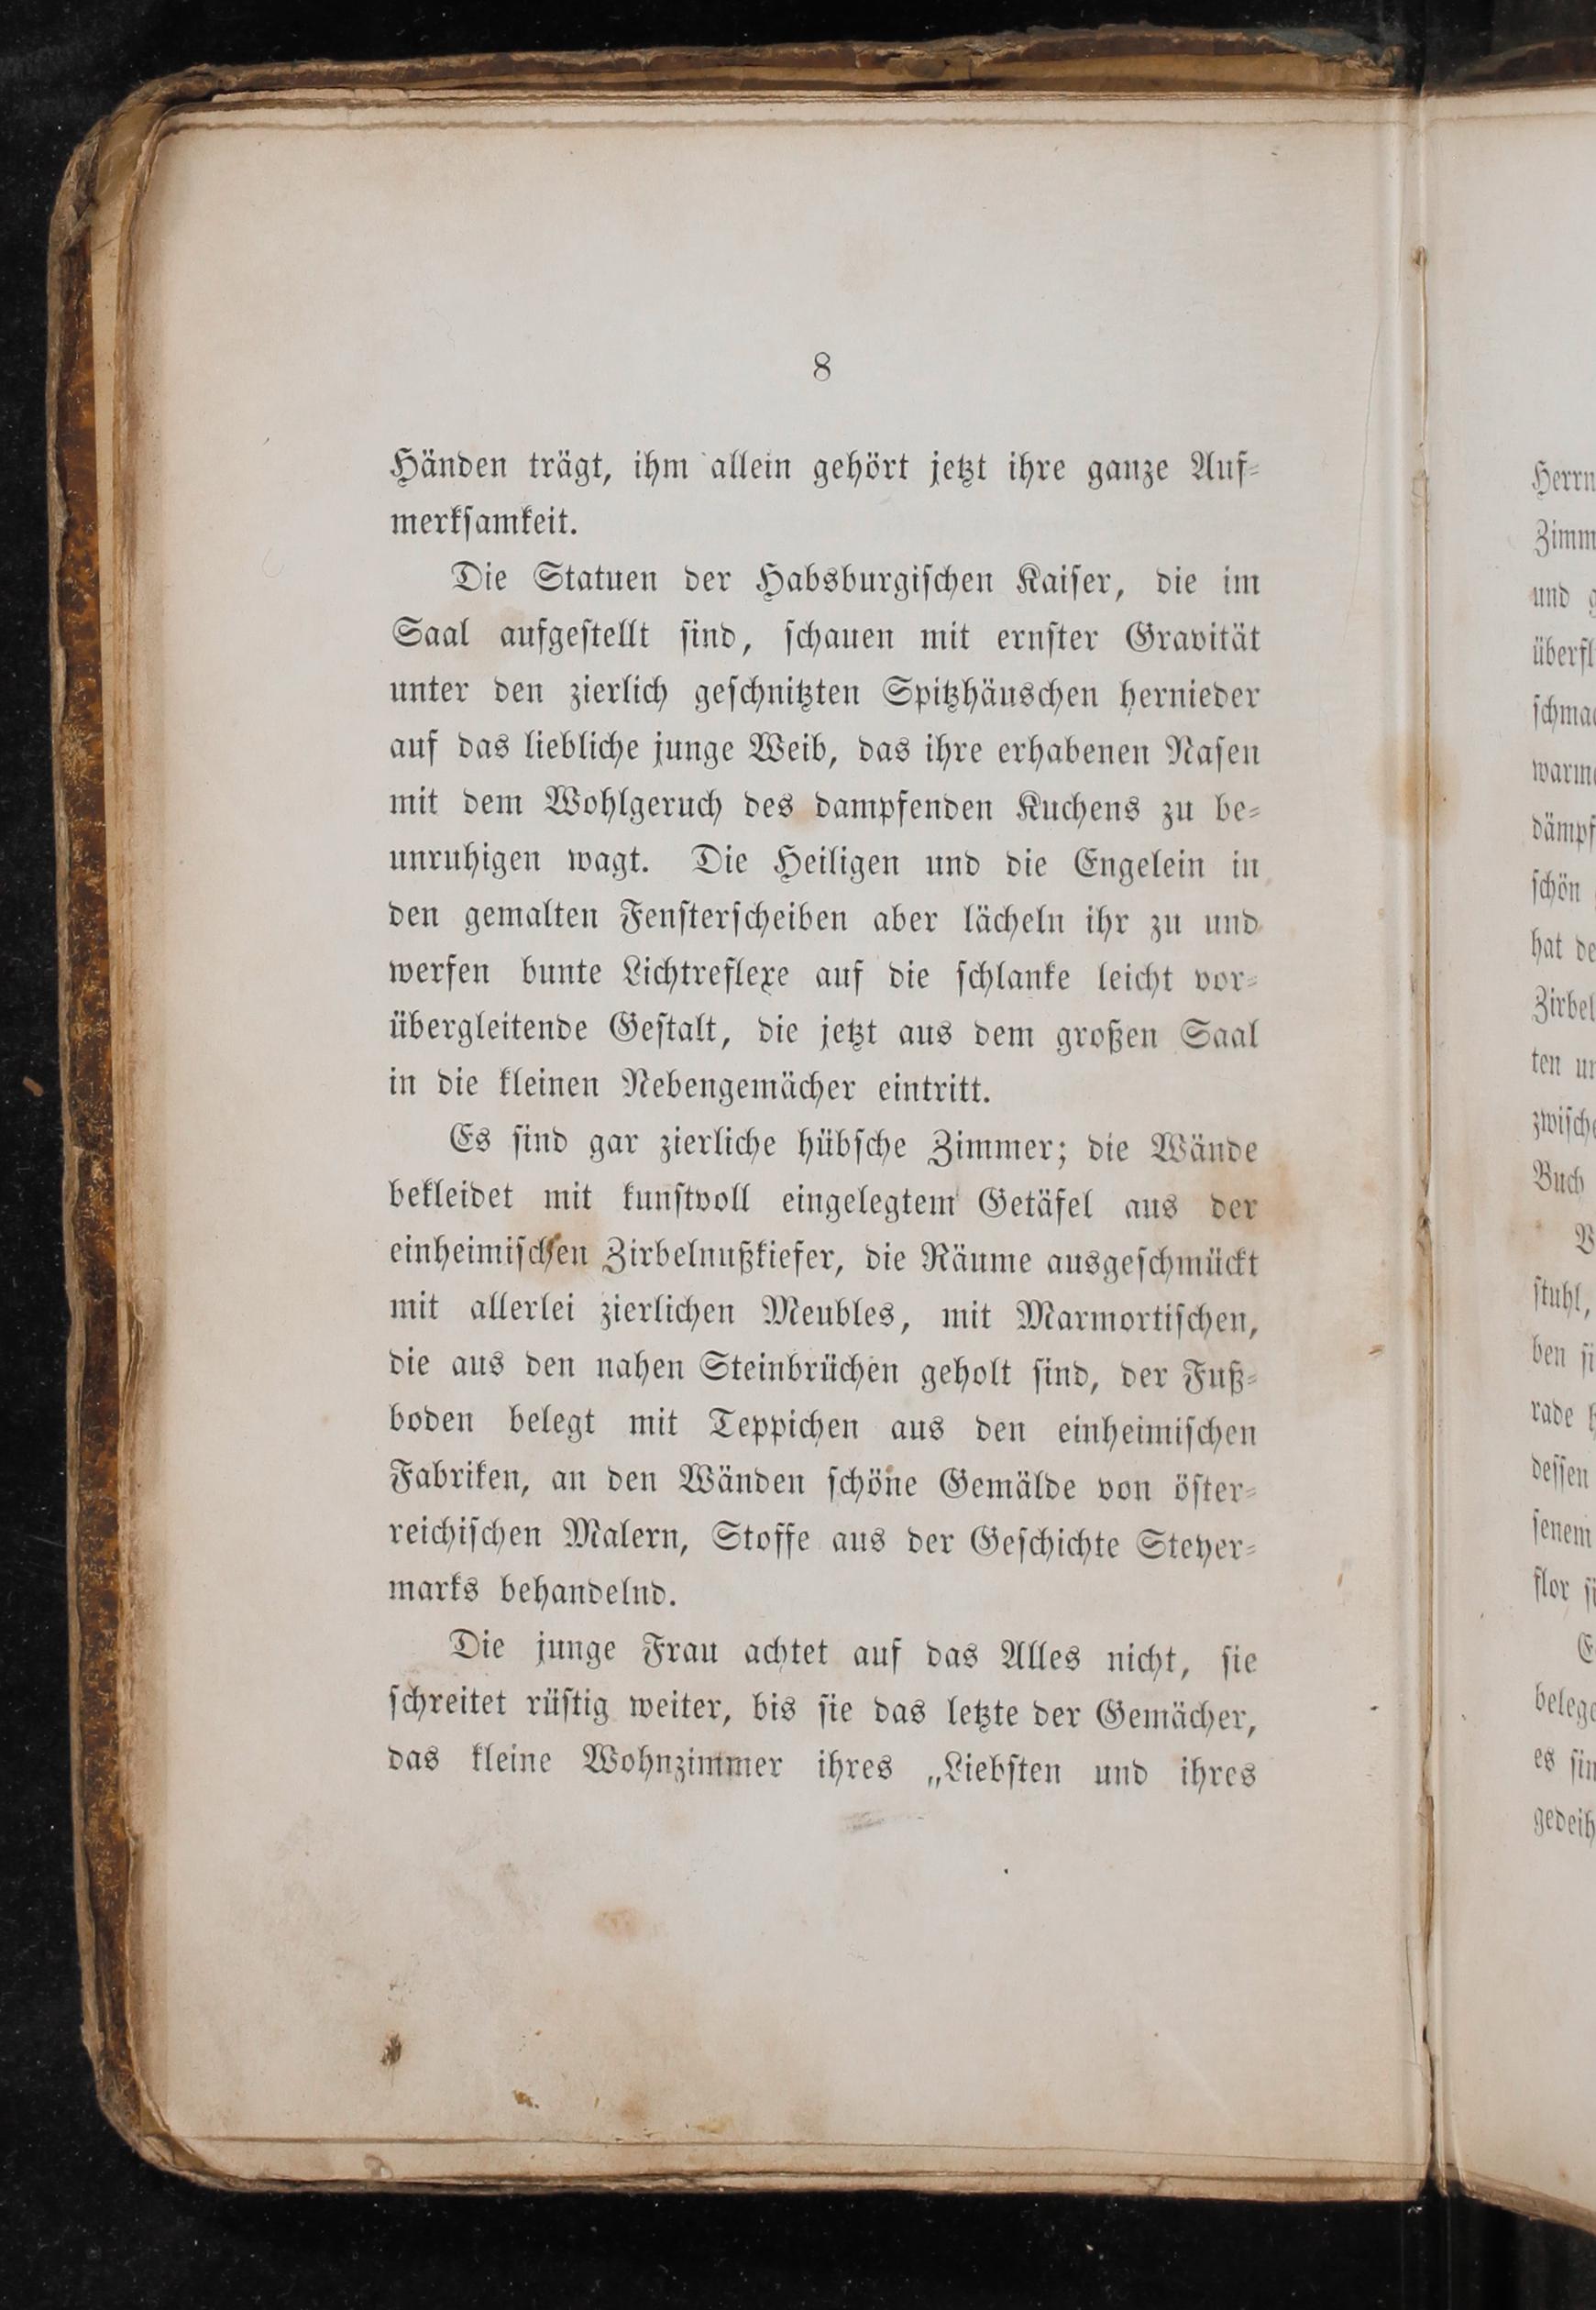 8
Händen trägt, ihm allein gehört jetzt ihre ganze Auf-
merkſamkeit.
Die Statuen der Habsburgiſchen Kaiſer, die im
Saal aufgeſtellt ſind, ſchauen mit ernſter Gravität
unter den zierlich geſchnitzten Spitzhäuschen hernieder
auf das liebliche junge Weib, das ihre erhabenen Naſen
mit dem Wohlgeruch des dampfenden Kuchens zu be-
unruhigen wagt. Die Heiligen und die Engelein in
den gemalten Fenſterſcheiben aber lächeln ihr zu und
werfen bunte Lichtreflexe auf die ſchlanke leicht vor-
übergleitende Geſtalt, die jetzt aus dem großen Saal
in die kleinen Nebengemächer eintritt.
Es ſind gar zierliche hübſche Zimmer; die Wände
bekleidet mit kunſtvoll eingelegtem Getäfel aus der
einheimiſchen Zirbelnußkiefer, die Räume ausgeſchmückt
mit allerlei zierlichen Meubles, mit Marmortiſchen,
die aus den nahen Steinbrüchen geholt ſind, der Fuß-
boden belegt mit Teppichen aus den einheimiſchen
Fabriken, an den Wänden ſchöne Gemälde von öſter-
reichiſchen Malern, Stoffe aus der Geſchichte Steyer-
marks behandelnd.
Die junge Frau achtet auf das Alles nicht, ſie
ſchreitet rüſtig weiter, bis ſie das letzte der Gemächer,
das kleine Wohnzimmer ihres „Liebſten und ihres